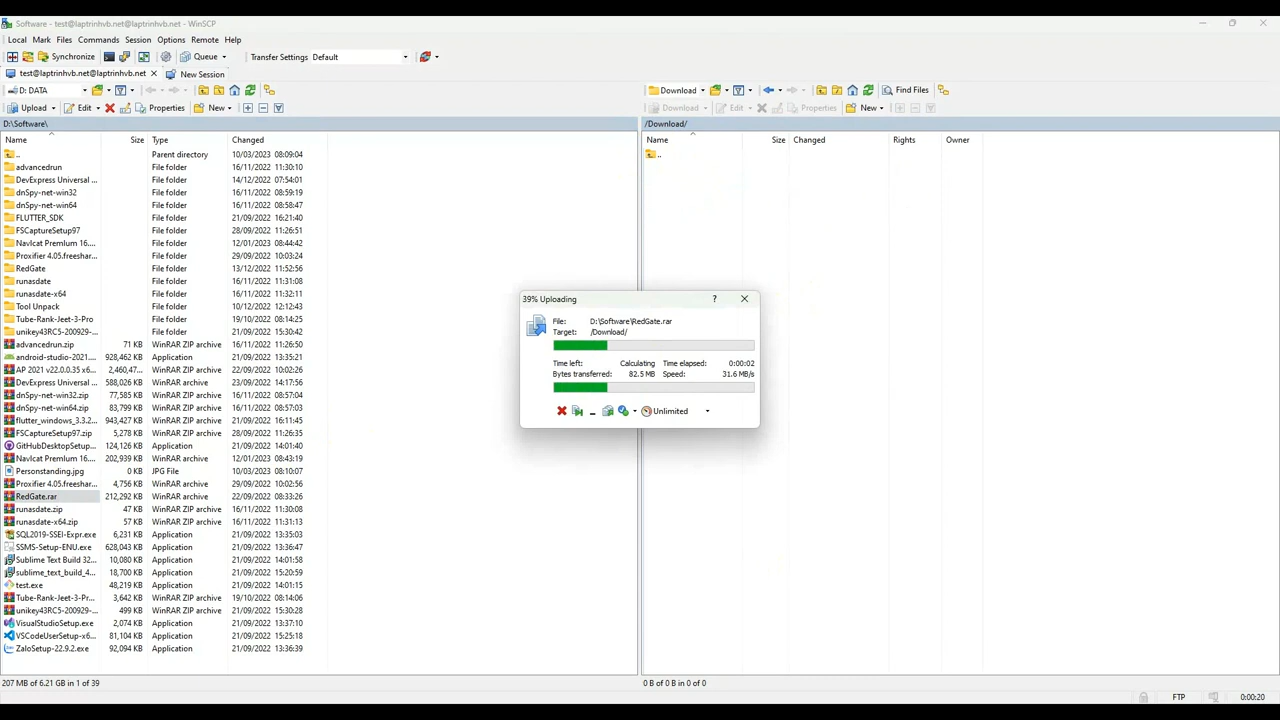 Software - test@laptrinhvb.net@laptrinhvb.net - WinSCP
Local Mark Files Commands Session Options Remote Help
Synchronize Queue Transfer Settings Default
test@laptrinhvb.net@laptrinhvb.net New Session
D: DATA Download Find Files
Upload Edit Properties New Download Edit Properties New
D:\Software\ /Download/
Name Size Type Changed Name Size Changed Rights Owner
.. Parent directory 10/03/2023 08:09:04 ..
advancedrun File folder 16/11/2022 11:30:10
DevExpress Universal ... File folder 14/12/2022 07:54:01
dnSpy-net-win32 File folder 16/11/2022 08:59:19
dnSpy-net-win64 File folder 16/11/2022 08:58:47
FLUTTER_SDK File folder 21/09/2022 16:21:40
FSCaptureSetup97 File folder 28/09/2022 11:26:51
Navicat Premium 16.... File folder 12/01/2023 08:44:42
Proxifier 4.05.freeshar... File folder 29/09/2022 10:03:24
RedGate File folder 13/12/2022 11:52:56
runasdate File folder 16/11/2022 11:31:08
runasdate-x64 File folder 16/11/2022 11:32:11
Tool Unpack File folder 10/12/2022 12:12:43
Tube-Rank-Jeet-3-Pro File folder 19/10/2022 08:14:25
unikey43RC5-200929-... File folder 21/09/2022 15:30:42
advancedrun.zip 71 KB WinRAR ZIP archive 16/11/2022 11:26:50
android-studio-2021.... 928,462 KB Application 21/09/2022 13:35:21
AP 2021 v22.0.0.35 x6... 2,460,47... WinRAR ZIP archive 22/09/2022 10:02:26
DevExpress Universal ... 588,026 KB WinRAR archive 23/09/2022 14:17:56
dnSpy-net-win32.zip 77,585 KB WinRAR ZIP archive 16/11/2022 08:57:04
dnSpy-net-win64.zip 83,799 KB WinRAR ZIP archive 16/11/2022 08:57:03
flutter_windows_3.3.2... 943,427 KB WinRAR ZIP archive 21/09/2022 16:11:45
FSCaptureSetup97.zip 5,278 KB WinRAR ZIP archive 28/09/2022 11:26:35
GitHubDesktopSetup... 124,126 KB Application 21/09/2022 14:01:40
Navicat Premium 16.... 202,939 KB WinRAR archive 12/01/2023 08:43:19
Personstanding.jpg 0 KB JPG File 10/03/2023 08:10:07
Proxifier 4.05.freeshar... 4,756 KB WinRAR archive 29/09/2022 10:02:56
RedGate.rar 212,292 KB WinRAR archive 22/09/2022 08:33:26
runasdate.zip 47 KB WinRAR ZIP archive 16/11/2022 11:30:08
runasdate-x64.zip 57 KB WinRAR ZIP archive 16/11/2022 11:31:13
SQL2019-SSEI-Expr.exe 6,231 KB Application 21/09/2022 13:35:03
SSMS-Setup-ENU.exe 628,043 KB Application 21/09/2022 13:36:47
Sublime Text Build 32... 10,080 KB Application 21/09/2022 14:01:58
sublime_text_build_4... 18,700 KB Application 21/09/2022 15:20:59
test.exe 48,219 KB Application 21/09/2022 14:01:15
Tube-Rank-Jeet-3-Pr... 3,642 KB WinRAR ZIP archive 19/10/2022 08:14:06
unikey43RC5-200929-... 499 KB WinRAR ZIP archive 21/09/2022 15:30:28
VisualStudioSetup.exe 2,074 KB Application 21/09/2022 13:37:10
VSCodeUserSetup-x6... 81,104 KB Application 21/09/2022 15:25:18
ZaloSetup-22.9.2.exe 92,094 KB Application 21/09/2022 13:36:39
39% Uploading ?
File: D:\Software\RedGate.rar
Target: /Download/
Time left: Calculating Time elapsed: 0:00:02
Bytes transferred: 82.5 MB Speed: 31.6 MB/s
Unlimited
207 MB of 6.21 GB in 1 of 39 0 B of 0 B in 0 of 0
FTP 0:00:20